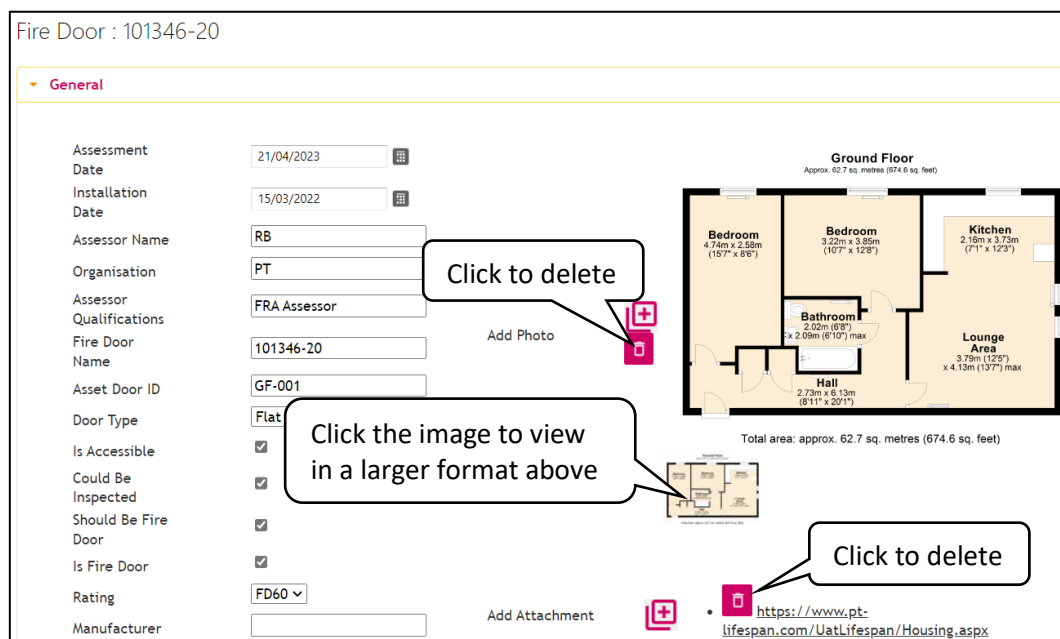 Fire Door : 101346-20
General
Assessment
Date
21/04/2023
Installation
Date
15/03/2022
Assessor Name
RB
Organisation
PT
Assessor
Qualifications
FRA Assessor
Fire Door
Name
101346-20
Asset Door ID
GF-001
Door Type
Flat
Is Accessible
Could Be
Inspected
Should Be Fire
Door
Is Fire Door
Rating
FD60
Manufacturer
Click to delete
Add Photo
Click the image to view
in a larger format above
Ground Floor
Approx. 62.7 sq. metres (674.6 sq. feet)
Bedroom
4.74m x 2.58m
(15'7" x 8'6")
Bedroom
3.22m x 3.85m
(10'7" x 12'8")
Kitchen
2.16m x 3.73m
(7'1" x 12'3")
Bathroom
2.02m (6'8")
x 2.09m (6'10") max
Lounge
Area
3.79m (12'5")
x 4.13m (13'7") max
Hall
2.73m x 6.13m
(8'11" x 20'1")
Total area: approx. 62.7 sq. metres (674.6 sq. feet)
Click to delete
Add Attachment
https://www.pt-
lifespan.com/UatLifespan/Housing.aspx